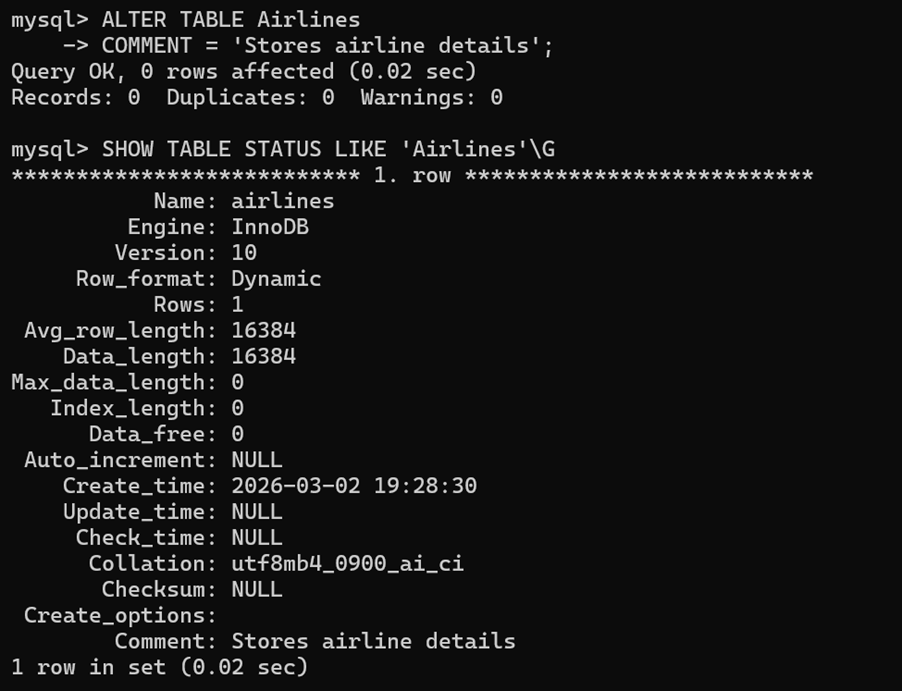 mysql> ALTER TABLE Airlines
    -> COMMENT = 'Stores airline details';
Query OK, 0 rows affected (0.02 sec)
Records: 0  Duplicates: 0  Warnings: 0

mysql> SHOW TABLE STATUS LIKE 'Airlines'\G
*************************** 1. row ***************************
           Name: airlines
         Engine: InnoDB
        Version: 10
     Row_format: Dynamic
           Rows: 1
 Avg_row_length: 16384
    Data_length: 16384
Max_data_length: 0
   Index_length: 0
      Data_free: 0
 Auto_increment: NULL
    Create_time: 2026-03-02 19:28:30
    Update_time: NULL
     Check_time: NULL
      Collation: utf8mb4_0900_ai_ci
       Checksum: NULL
 Create_options:
        Comment: Stores airline details
1 row in set (0.02 sec)